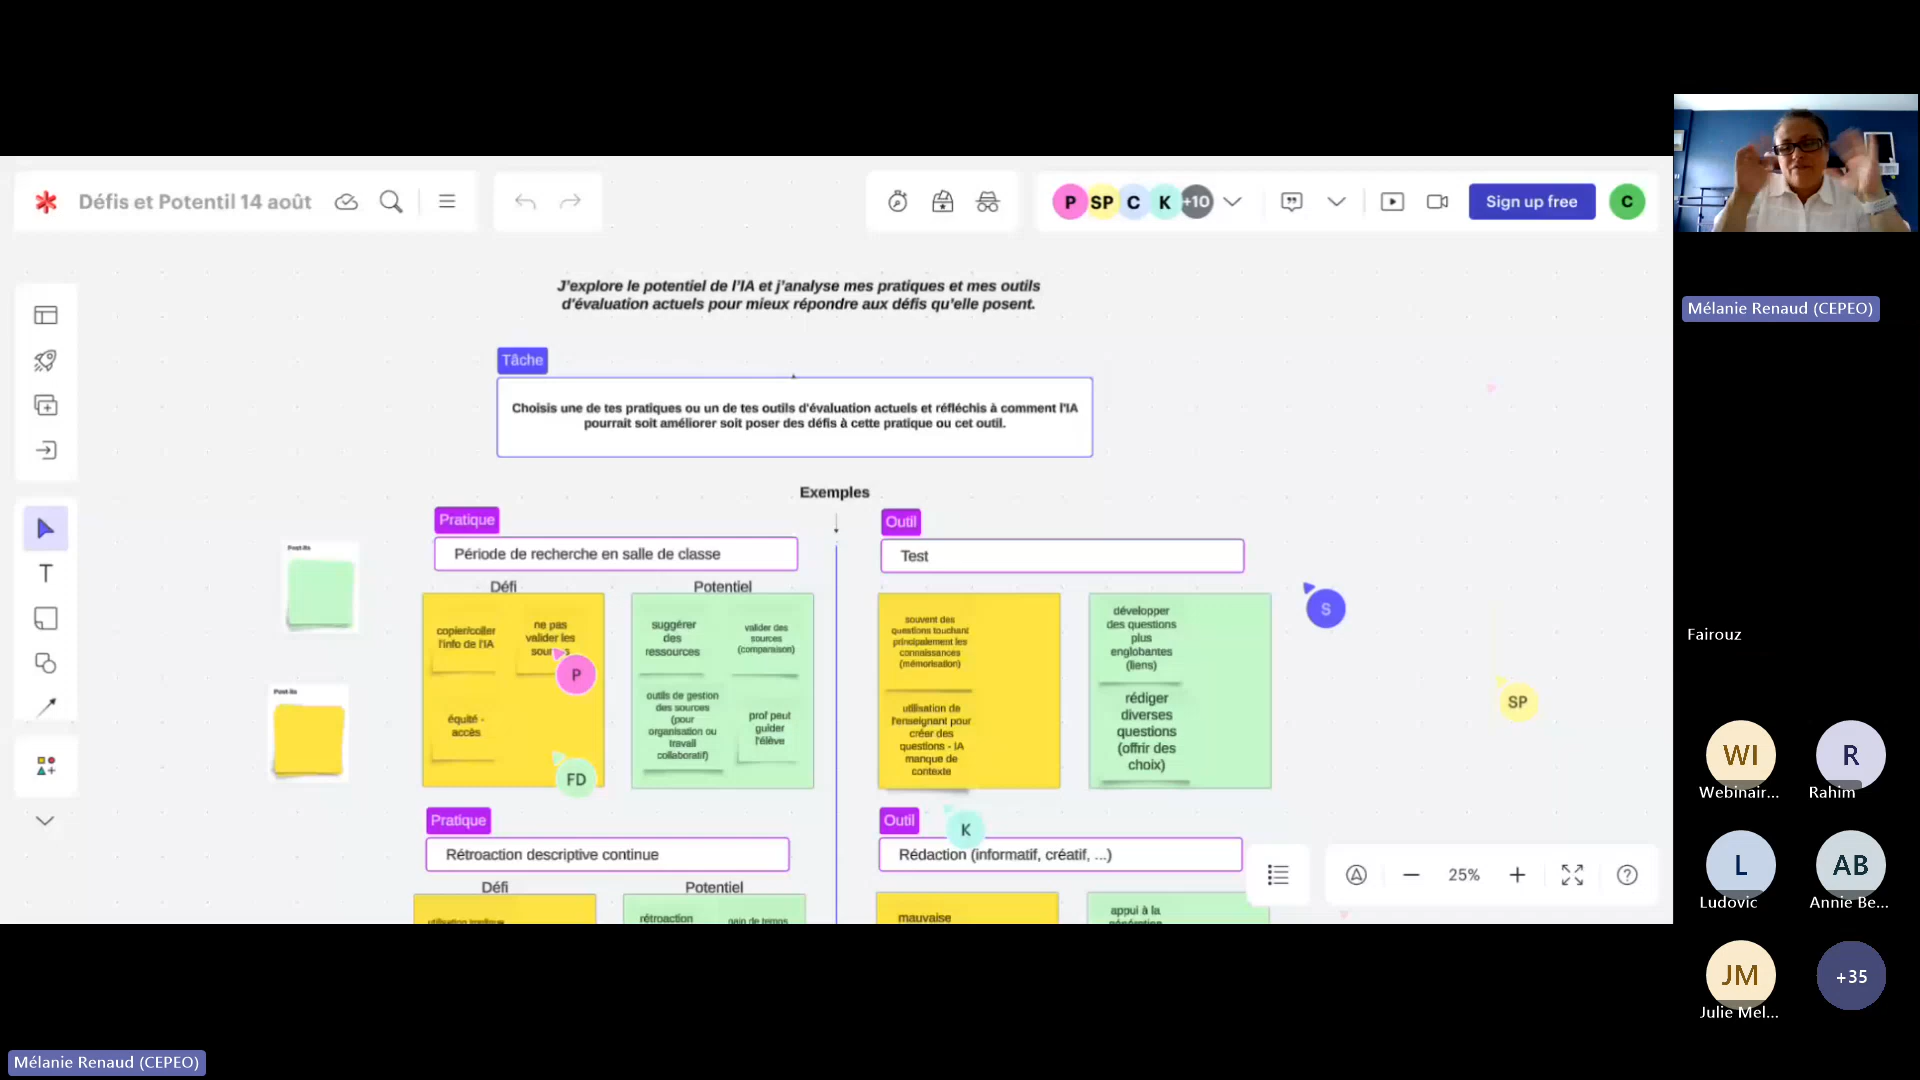 Défis et Potentil 14 août
P
SP
C
K
+10
Sign up free
C
J'explore le potentiel de l'IA et j'analyse mes pratiques et mes outils
d'évaluation actuels pour mieux répondre aux défis qu'elle posent.
Tâche
Choisis une de tes pratiques ou un de tes outils d'évaluation actuels et réfléchis à comment l'IA
pourrait soit améliorer soit poser des défis à cette pratique ou cet outil.
Exemples
Pratique
Période de recherche en salle de classe
Défi
Potentiel
copier/coller
l'info de l'IA
ne pas
valider les
équité -
accès
suggérer
des
ressources
valider des
sources
(comparaison)
outils de gestion
des sources
(pour
organisation ou
travail
collaboratif)
prof peut
guider
l'élève
Outil
Test
souvent des
questions touchant
principalement les
connaissances
(mémorisation)
utilisation de
l'enseignant pour
créer des
questions - IA
manque de
contexte
développer
des questions
plus
englobantes
(liens)
rédiger
diverses
questions
(offrir des
choix)
Post-its
Post-its
P
FD
K
S
SP
T
Pratique
Rétroaction descriptive continue
Défi
Potentiel
rétroaction
gain de temps
Outil
Rédaction (informatif, créatif, ...)
mauvaise
appui à la
25%
Mélanie Renaud (CEPEO)
Fairouz
WI
Webinair...
R
Rahim
L
Ludovic
AB
Annie Be...
JM
Julie Mel...
+35
Mélanie Renaud (CEPEO)